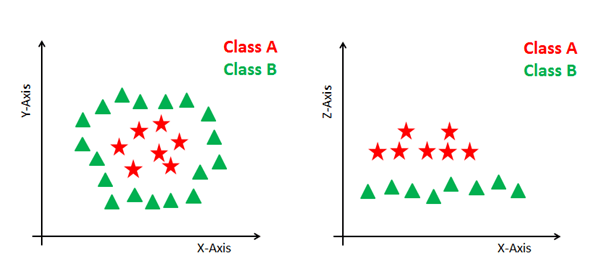 Class A
Class B
Y-Axis
X-Axis
Class A
Class B
Z-Axis
X-Axis